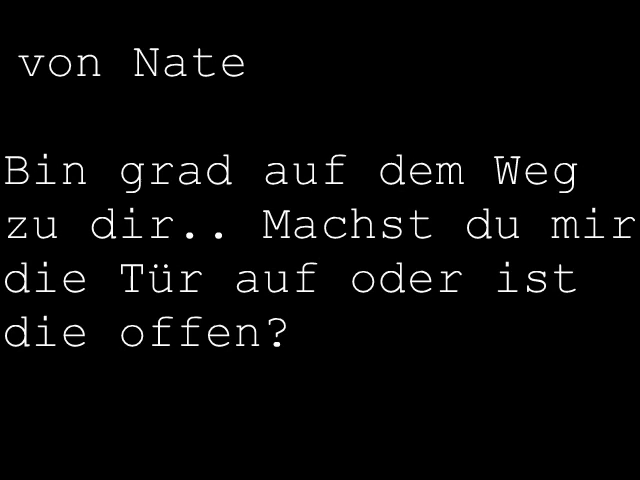 von Nate
Bin grad auf dem Weg
zu dir.. Machst du mir
die Tür auf oder ist
die offen?